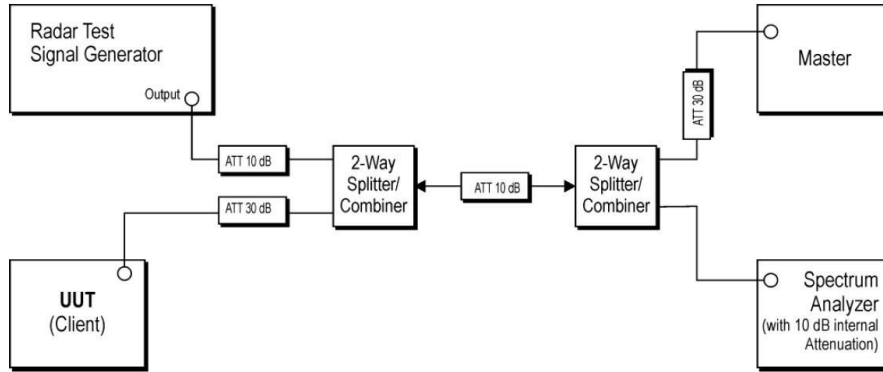 Radar Test
Signal Generator
Output
ATT 10 dB
ATT 30 dB
2-Way
Splitter/
Combiner
ATT 10 dB
2-Way
Splitter/
Combiner
ATT 30 dB
Master
UUT
(Client)
Spectrum
Analyzer
(with 10 dB internal
Attenuation)